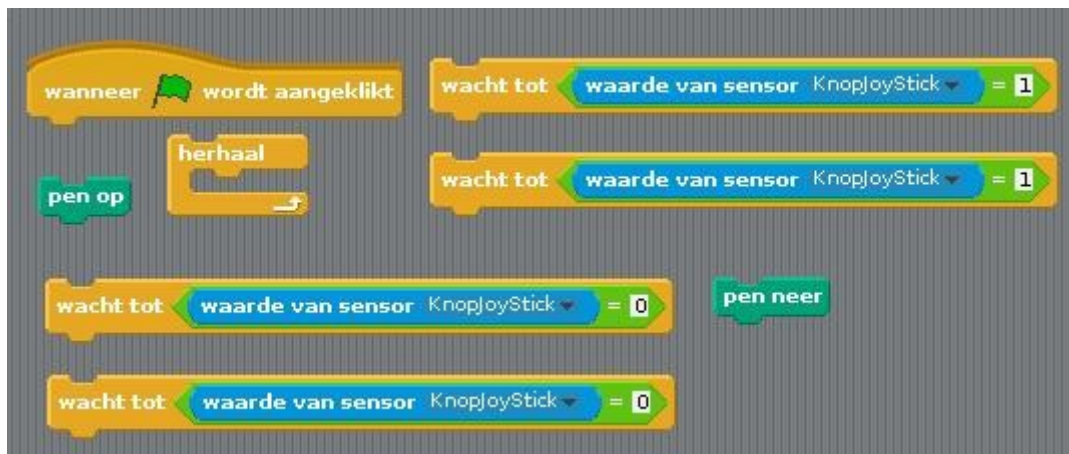 wanneer wordt aangeklikt
wacht tot waarde van sensor KnopJoyStick = 1
herhaal
wacht tot waarde van sensor KnopJoyStick = 1
pen op
wacht tot waarde van sensor KnopJoyStick = 0
pen neer
wacht tot waarde van sensor KnopJoyStick = 0